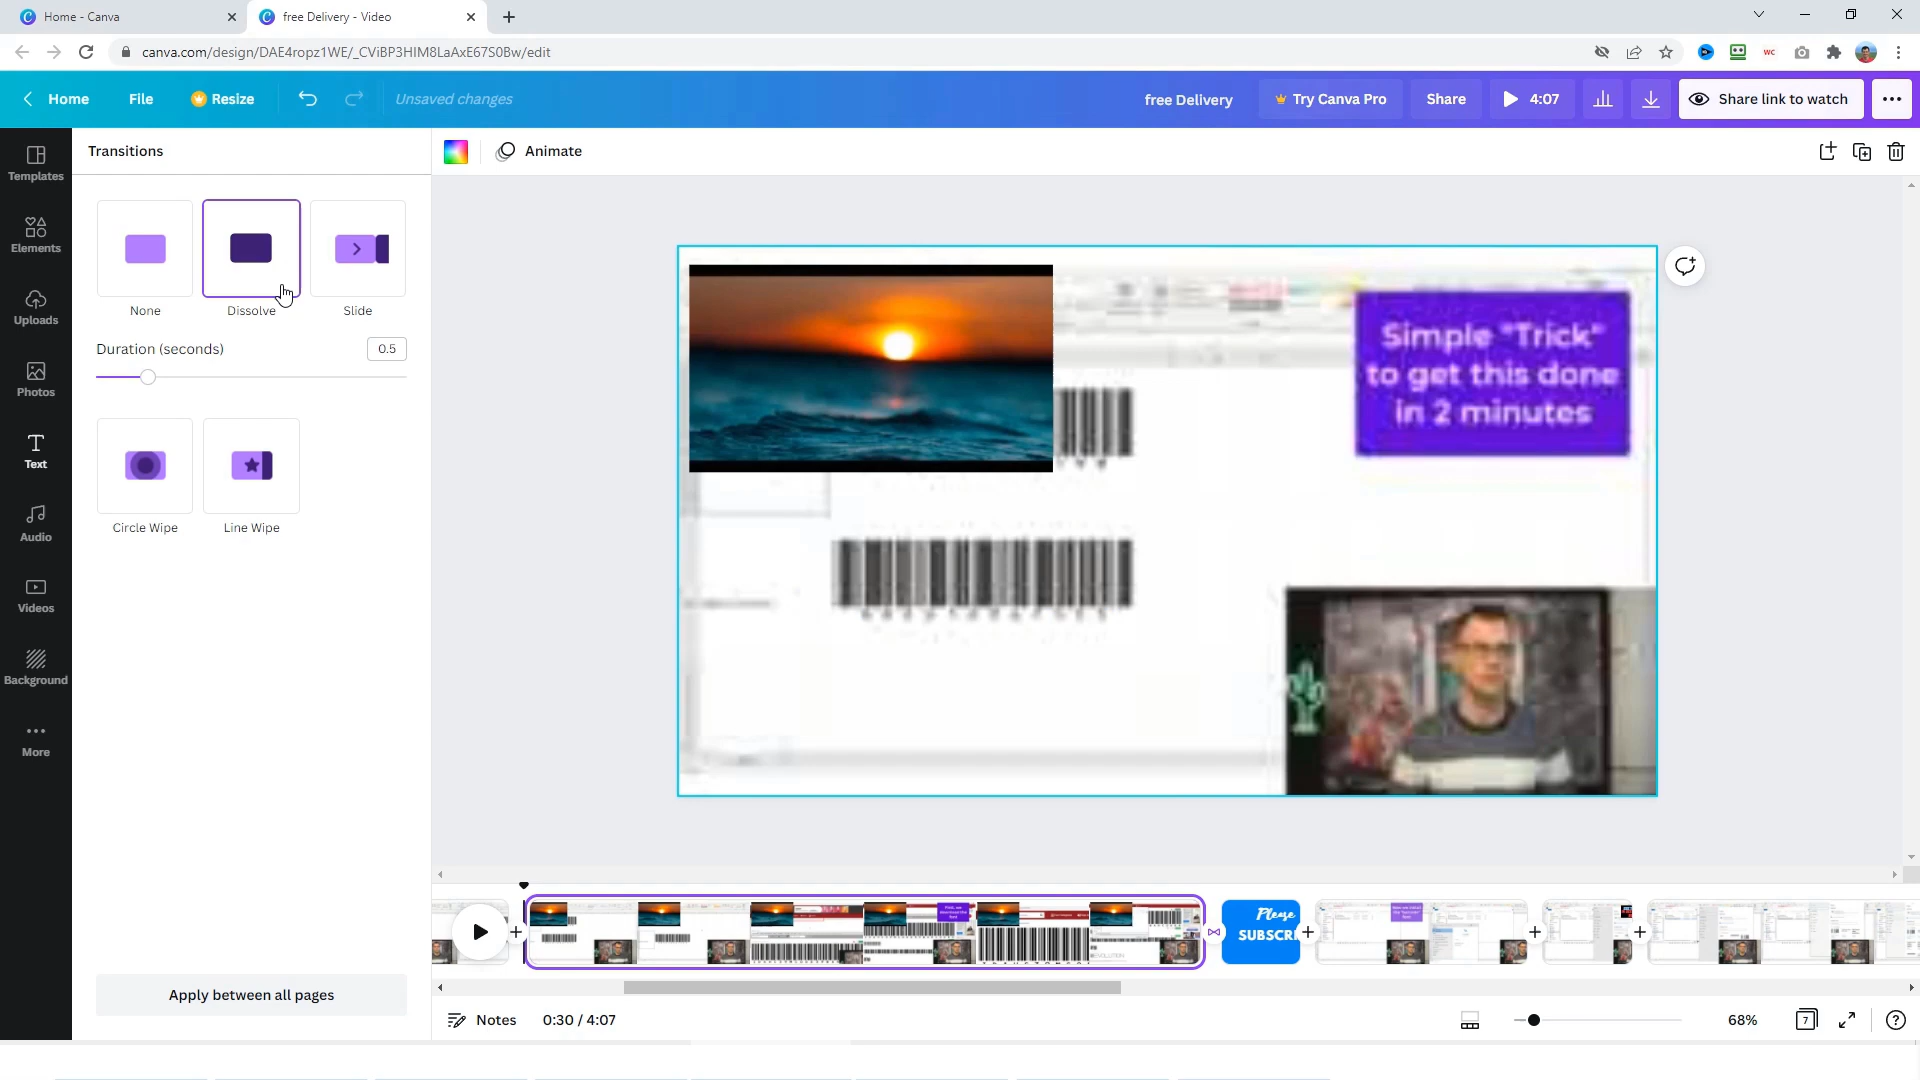 Home - Canva
free Delivery - Video
canva.com/design/DAE4ropz1WE/_CViBP3HIM8LaAxE67S0Bw/edit
WC
Home
File
Resize
Unsaved changes
free Delivery
Try Canva Pro
Share
4:07
Share link to watch
Templates
Elements
Uploads
Photos
Text
Audio
Videos
Background
More
Transitions
None
Dissolve
Slide
Duration (seconds)
0.5
Circle Wipe
Line Wipe
Apply between all pages
Animate
Simple "Trick"
to get this done
in 2 minutes
Please
SUBSCRI
Notes
0:30 / 4:07
68%
7